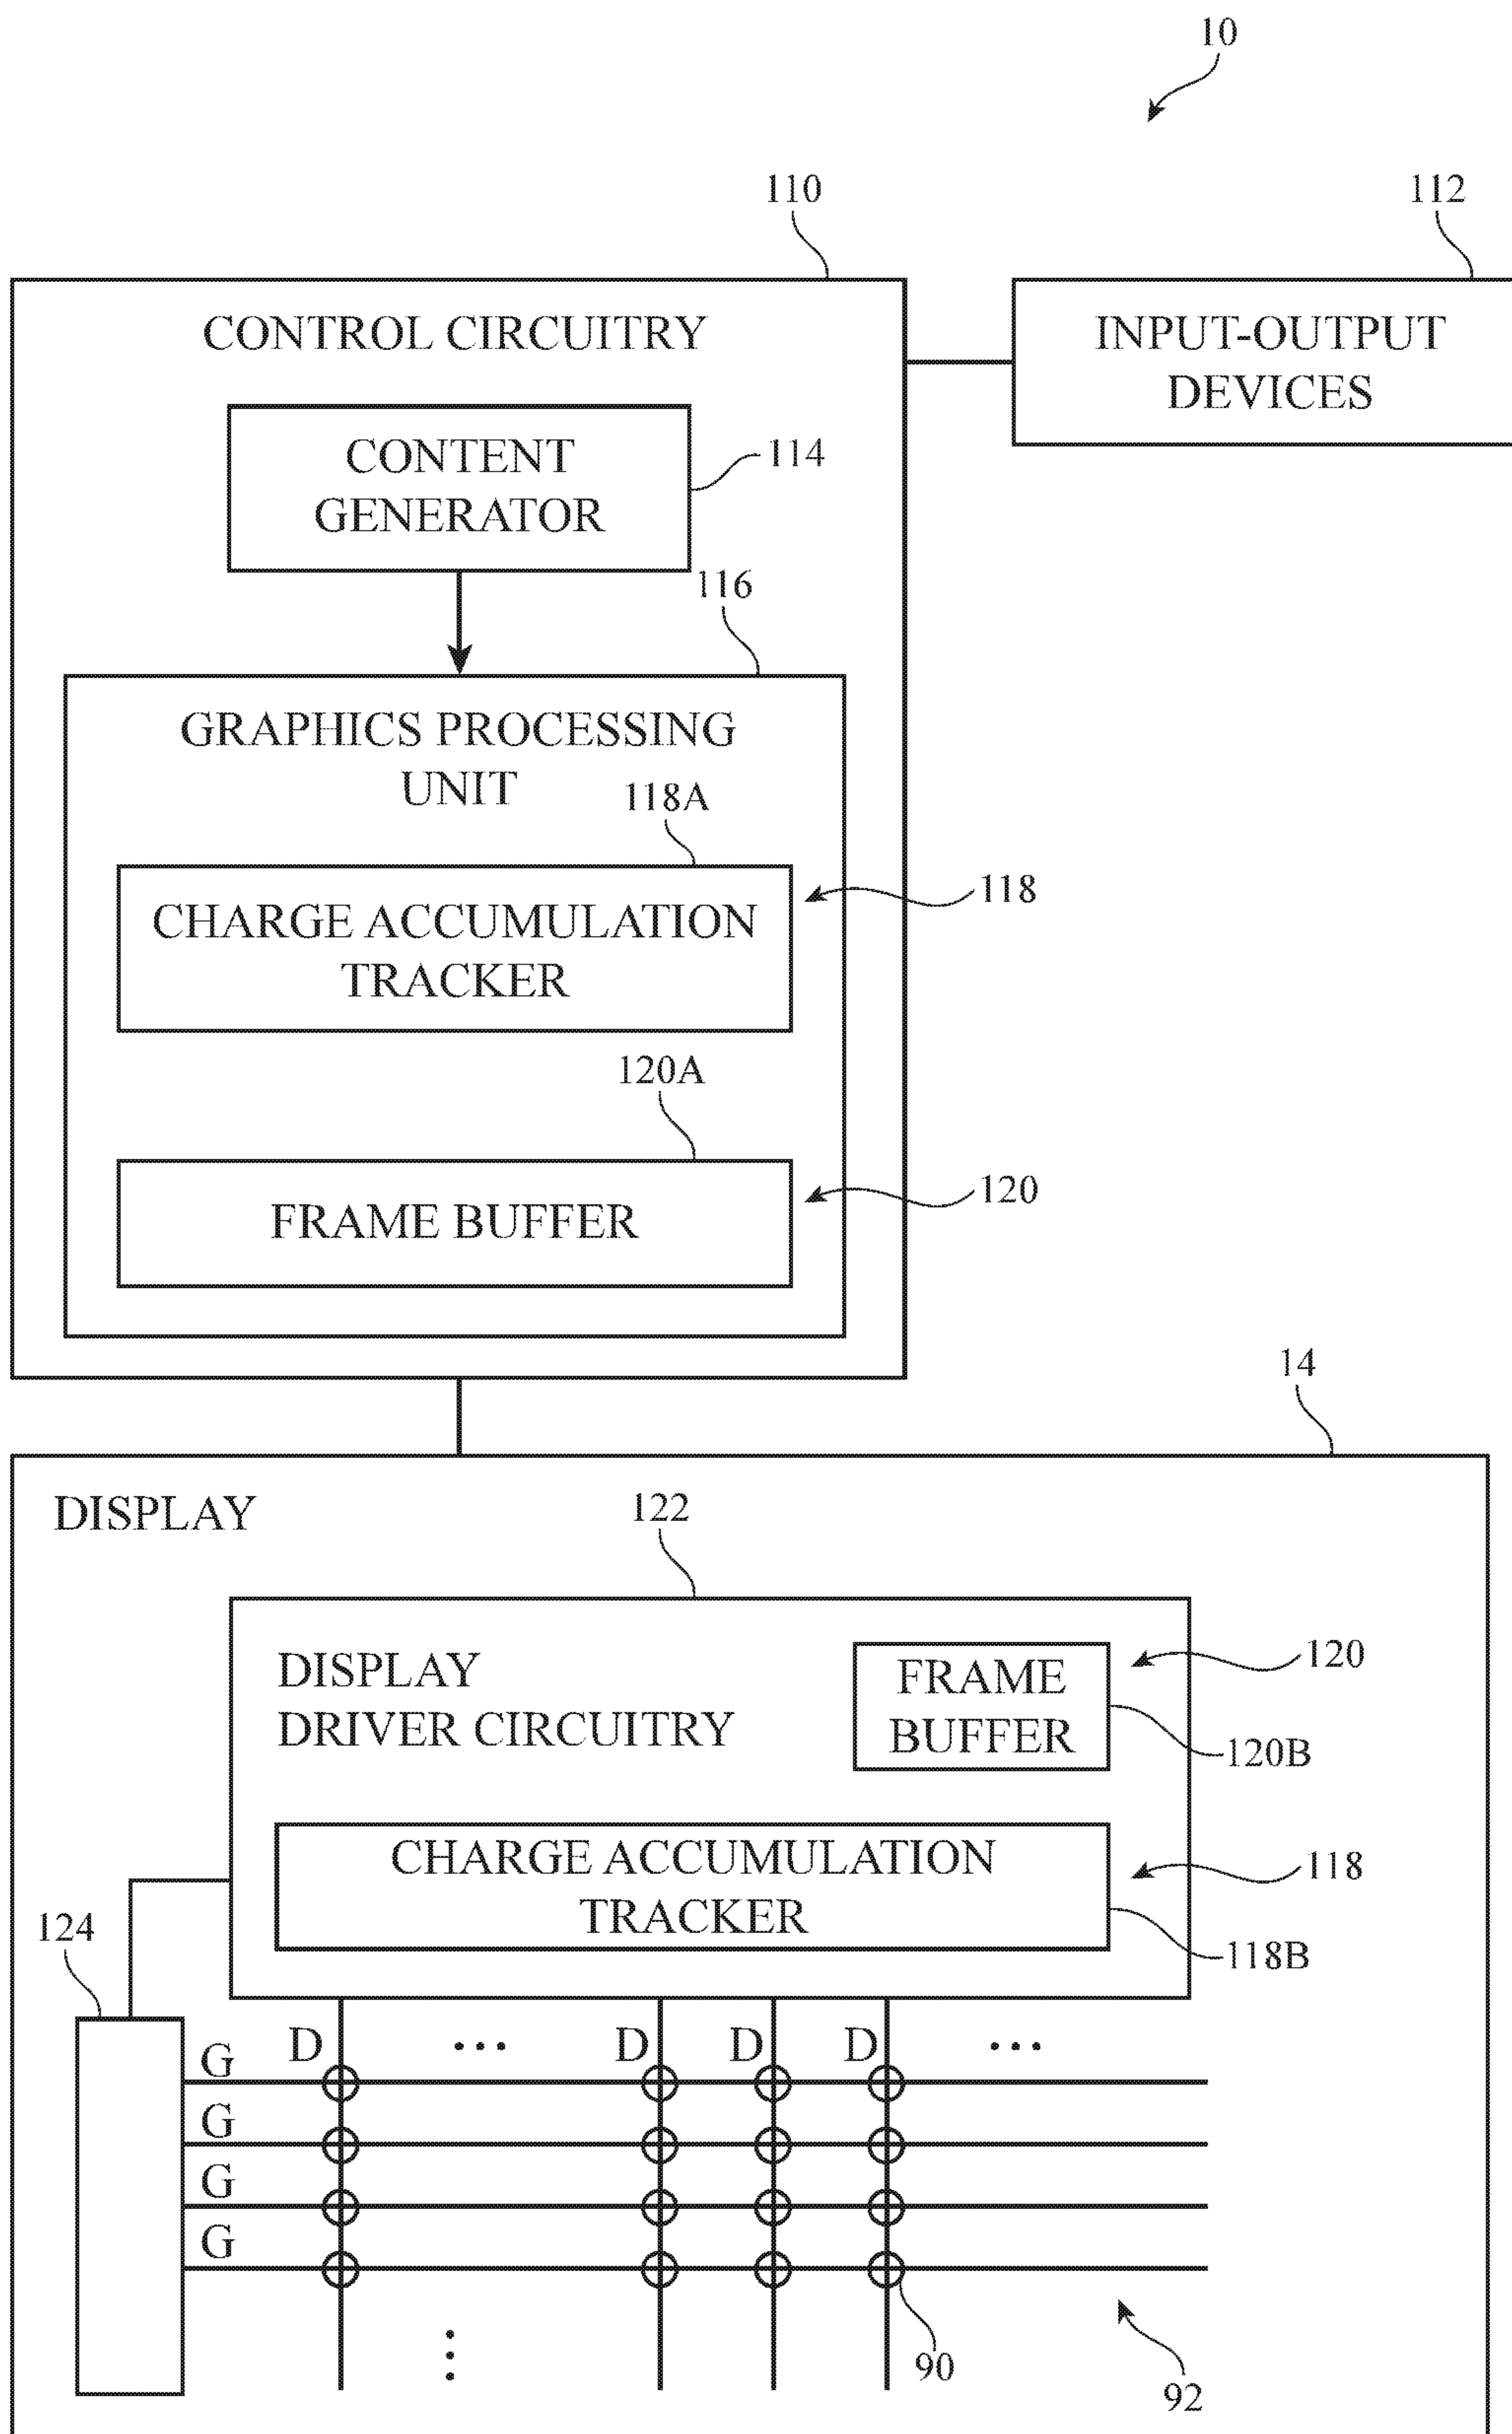 10
110
112
CONTROL CIRCUITRY
INPUT-OUTPUT
DEVICES
CONTENT
GENERATOR
114
116
GRAPHICS PROCESSING
UNIT
118A
118
CHARGE ACCUMULATION
TRACKER
120A
120
FRAME BUFFER
14
DISPLAY
122
DISPLAY
DRIVER CIRCUITRY
FRAME
BUFFER
120
120B
CHARGE ACCUMULATION
TRACKER
118
118B
124
D ... D D D ...
G
G
G
G
90
92